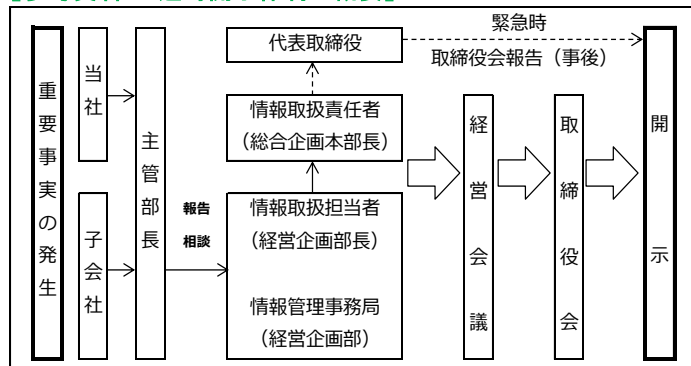 重要事実の発生
当社
子会社
主管部長
報告
相談
代表取締役
情報取扱責任者
（総合企画本部長）
情報取扱担当者
（経営企画部長）
情報管理事務局
（経営企画部）
緊急時
取締役会報告（事後）
経営会議
取締役会
開示